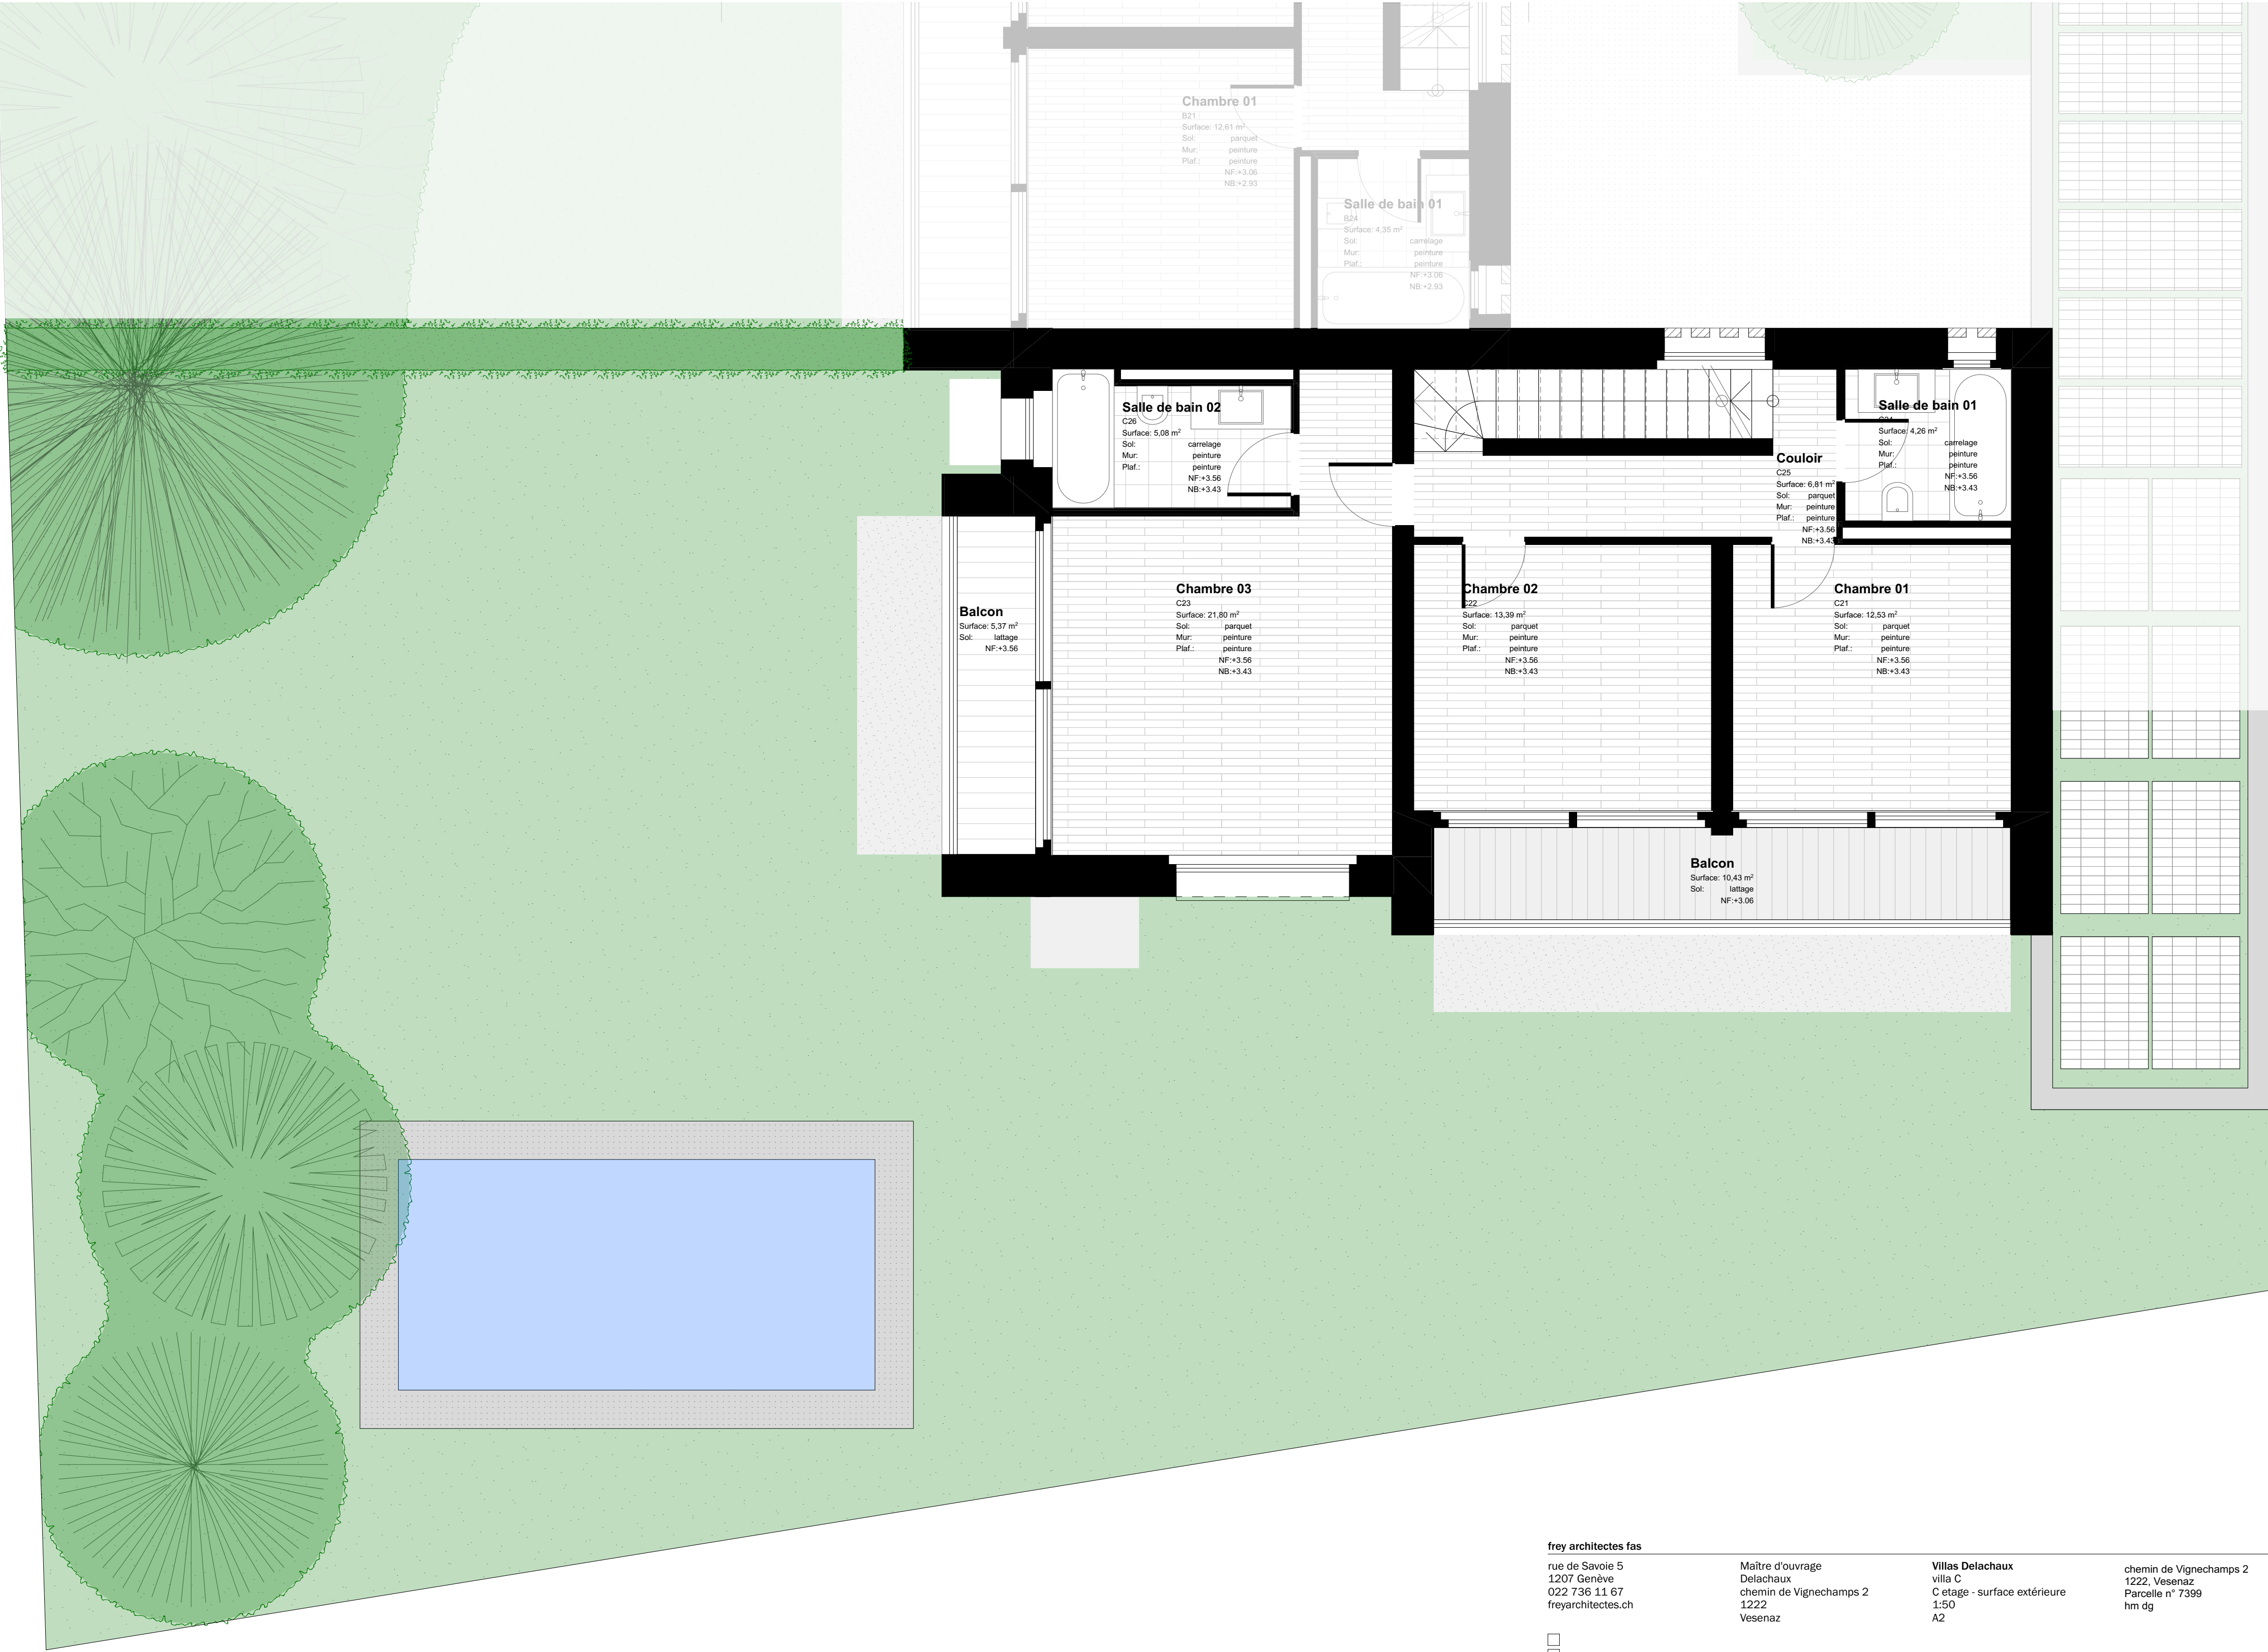 Chambre 01
B21
Surface: 12,61 m²
Sol: parquet
Mur: peinture
Plaf.: peinture
NF:+3.06
NB:+2.93
Salle de bain 01
B24
Surface: 4,35 m²
Sol: carrelage
Mur: peinture
Plaf.: peinture
NF:+3.06
NB:+2.93
Salle de bain 02
C26
Surface: 5,08 m²
Sol: carrelage
Mur: peinture
Plaf.: peinture
NF:+3.56
NB:+3.43
Salle de bain 01
C24
Surface: 4,26 m²
Sol: carrelage
Mur: peinture
Plaf.: peinture
NF:+3.56
NB:+3.43
Couloir
C25
Surface: 6,81 m²
Sol: parquet
Mur: peinture
Plaf.: peinture
NF:+3.56
NB:+3.43
Balcon
Surface: 5,37 m²
Sol: lattage
NF:+3.56
Chambre 03
C23
Surface: 21,80 m²
Sol: parquet
Mur: peinture
Plaf.: peinture
NF:+3.56
NB:+3.43
Chambre 02
C22
Surface: 13,39 m²
Sol: parquet
Mur: peinture
Plaf.: peinture
NF:+3.56
NB:+3.43
Chambre 01
C21
Surface: 12,53 m²
Sol: parquet
Mur: peinture
Plaf.: peinture
NF:+3.56
NB:+3.43
Balcon
Surface: 10,43 m²
Sol: lattage
NF:+3.06
frey architectes fas
rue de Savoie 5
1207 Genève
022 736 11 67
freyarchitectes.ch
Maître d'ouvrage
Delachaux
chemin de Vignechamps 2
1222
Vesenaz
Villas Delachaux
villa C
C etage - surface extérieure
1:50
A2
chemin de Vignechamps 2
1222, Vesenaz
Parcelle n° 7399
hm dg